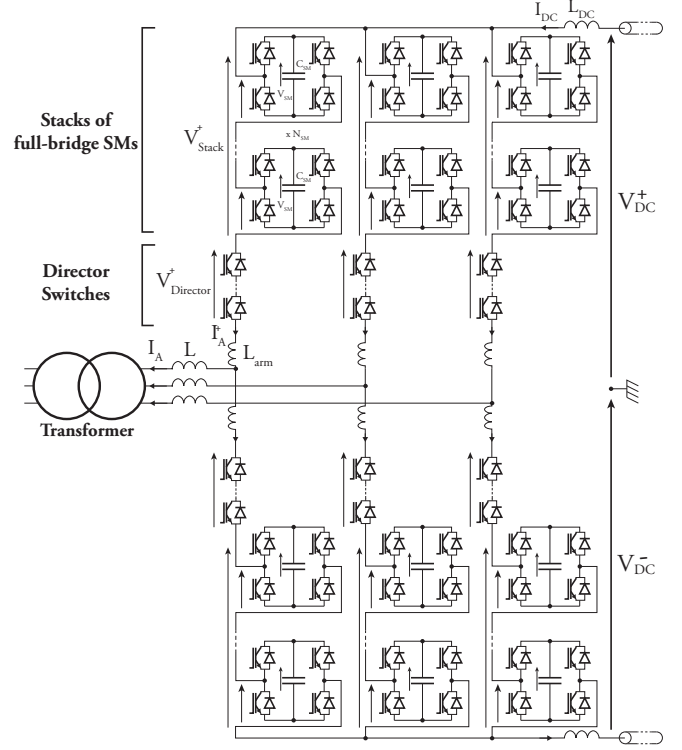 I_DC L_DC
Stacks of
full-bridge SMs
V⁺_Stack
C_SM
V_SM
x N_SM
C_SM
V_SM
V⁺_DC
Director
Switches
V⁺_Director
I⁺_A
I_A L L_arm
Transformer
V⁻_DC